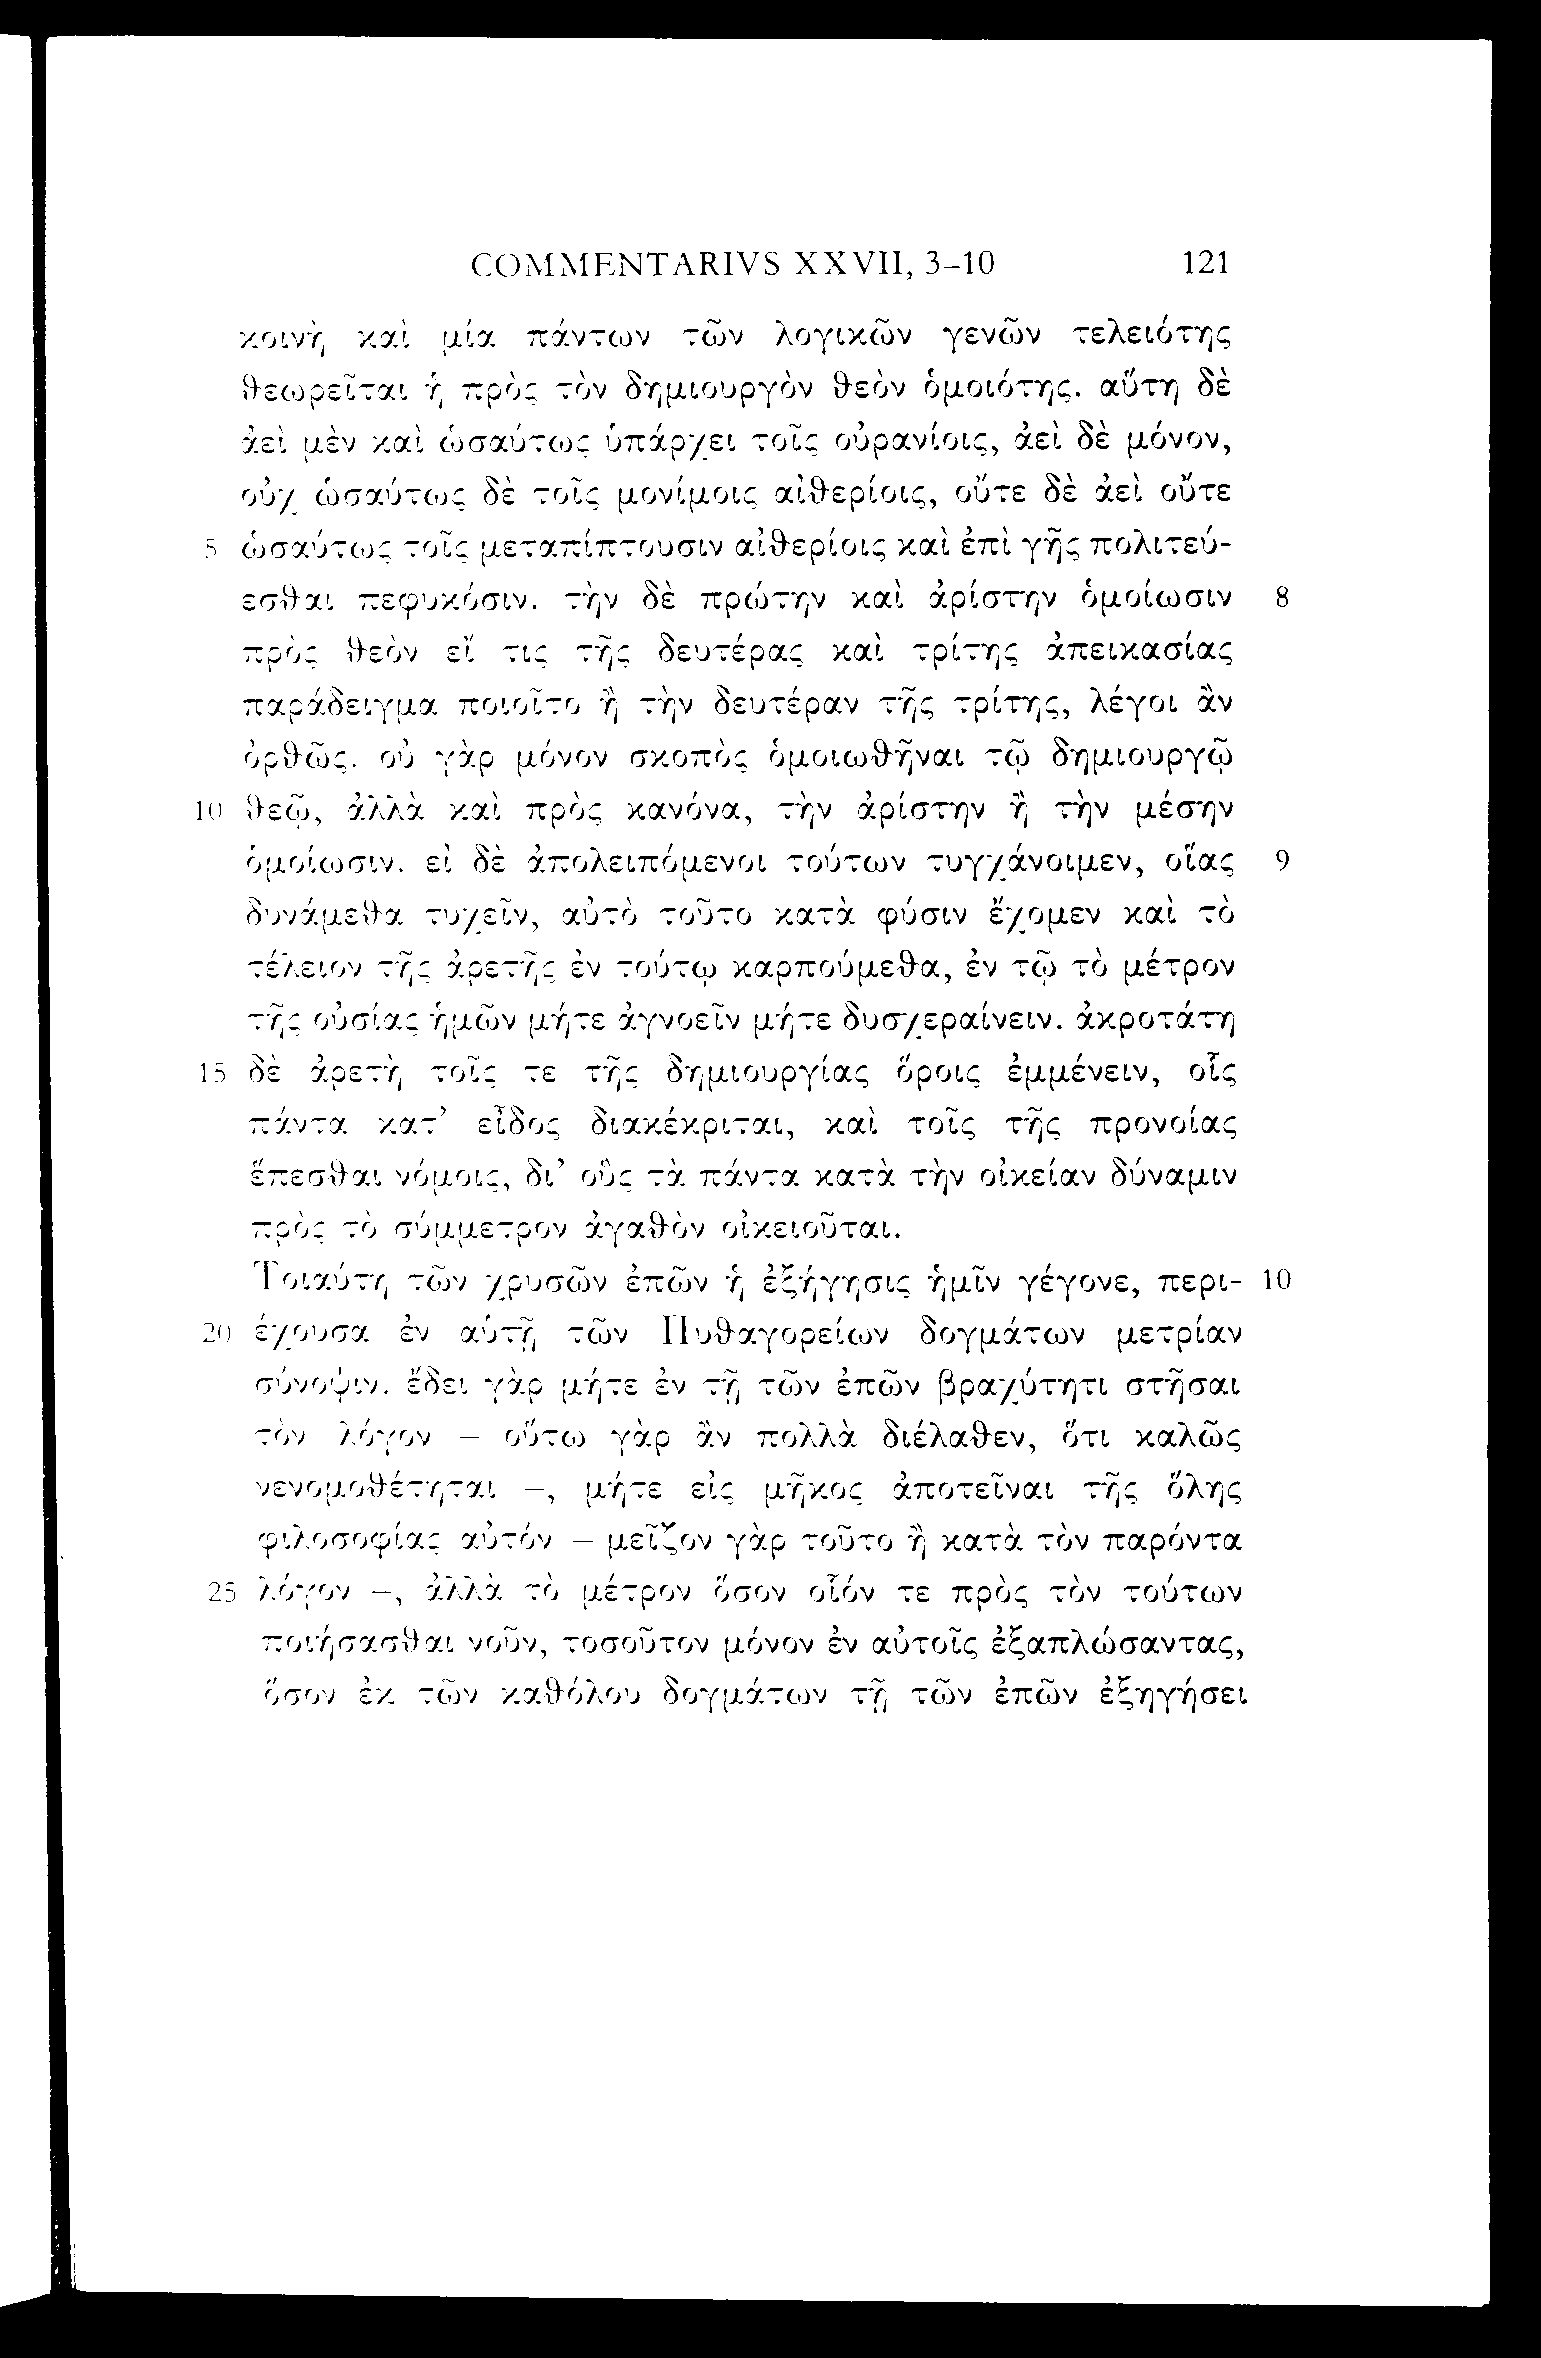 COMMENTARIVS XXVII, 3–10 121
κοινὴ καὶ μία πάντων τῶν λογικῶν γενῶν τελειότης
θεωρεῖται ἡ πρὸς τὸν δημιουργὸν θεὸν ὁμοιότης. αὕτη δὲ
ἀεὶ μὲν καὶ ὡσαύτως ὑπάρχει τοῖς οὐρανίοις, ἀεὶ δὲ μόνον,
οὐχ ὡσαύτως δὲ τοῖς μονίμοις αἰθερίοις, οὔτε δὲ ἀεὶ οὔτε
5 ὡσαύτως τοῖς μεταπίπτουσιν αἰθερίοις καὶ ἐπὶ γῆς πολιτεύ-
εσθαι πεφυκόσιν. τὴν δὲ πρώτην καὶ ἀρίστην ὁμοίωσιν 8
πρὸς θεὸν εἴ τις τῆς δευτέρας καὶ τρίτης ἀπεικασίας
παράδειγμα ποιοῖτο ἢ τὴν δευτέραν τῆς τρίτης, λέγοι ἂν
ὀρθῶς. οὐ γὰρ μόνον σκοπὸς ὁμοιωθῆναι τῷ δημιουργῷ
10 θεῷ, ἀλλὰ καὶ πρὸς κανόνα, τὴν ἀρίστην ἢ τὴν μέσην
ὁμοίωσιν. εἰ δὲ ἀπολειπόμενοι τούτων τυγχάνοιμεν, οἵας 9
δυνάμεθα τυχεῖν, αὐτὸ τοῦτο κατὰ φύσιν ἔχομεν καὶ τὸ
τέλειον τῆς ἀρετῆς ἐν τούτῳ καρπούμεθα, ἐν τῷ τὸ μέτρον
τῆς οὐσίας ἡμῶν μήτε ἀγνοεῖν μήτε δυσχεραίνειν. ἀκροτάτη
15 δὲ ἀρετὴ τοῖς τε τῆς δημιουργίας ὅροις ἐμμένειν, οἷς
πάντα κατ’ εἶδος διακέκριται, καὶ τοῖς τῆς προνοίας
ἕπεσθαι νόμοις, δι’ οὓς τὰ πάντα κατὰ τὴν οἰκείαν δύναμιν
πρὸς τὸ σύμμετρον ἀγαθὸν οἰκειοῦται.
Τοιαύτη τῶν χρυσῶν ἐπῶν ἡ ἐξήγησις ἡμῖν γέγονε, περι- 10
20 έχουσα ἐν αὑτῇ τῶν Πυθαγορείων δογμάτων μετρίαν
σύνοψιν. ἔδει γὰρ μήτε ἐν τῇ τῶν ἐπῶν βραχύτητι στῆσαι
τὸν λόγον – οὕτω γὰρ ἂν πολλὰ διέλαθεν, ὅτι καλῶς
νενομοθέτηται –, μήτε εἰς μῆκος ἀποτεῖναι τῆς ὅλης
φιλοσοφίας αὐτόν – μεῖζον γὰρ τοῦτο ἢ κατὰ τὸν παρόντα
25 λόγον –, ἀλλὰ τὸ μέτρον ὅσον οἷόν τε πρὸς τὸν τούτων
ποιήσασθαι νοῦν, τοσοῦτον μόνον ἐν αὐτοῖς ἐξαπλώσαντας,
ὅσον ἐκ τῶν καθόλου δογμάτων τῇ τῶν ἐπῶν ἐξηγήσει